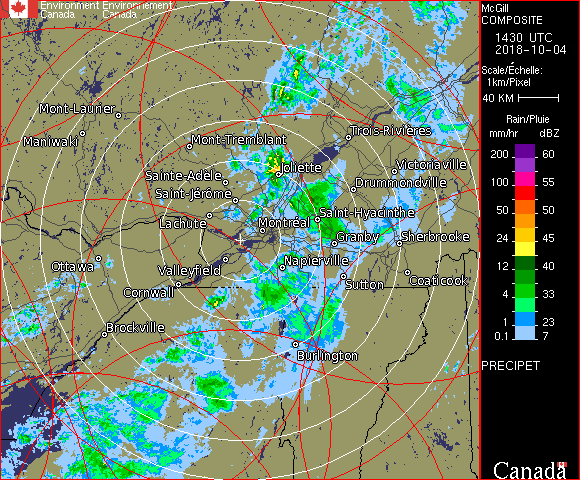 Environment Environnement
Canada Canada
McGill
COMPOSITE
1430 UTC
2018-10-04
Scale/Échelle:
1km/Pixel
40 KM
Rain/Pluie
mm/hr dBZ
200 60
100 55
50 50
24 45
12 40
4 33
1 23
0.1 7
PRECIPET
Canada
Mont-Laurier
Maniwaki
Mont-Tremblant
Trois-Rivières
Sainte-Adèle
Joliette
Victoriaville
Saint-Jérôme
Drummondville
Lachute
Montréal
Saint-Hyacinthe
Granby
Sherbrooke
Ottawa
Valleyfield
Napierville
Cornwall
Sutton
Coaticook
Brockville
Burlington